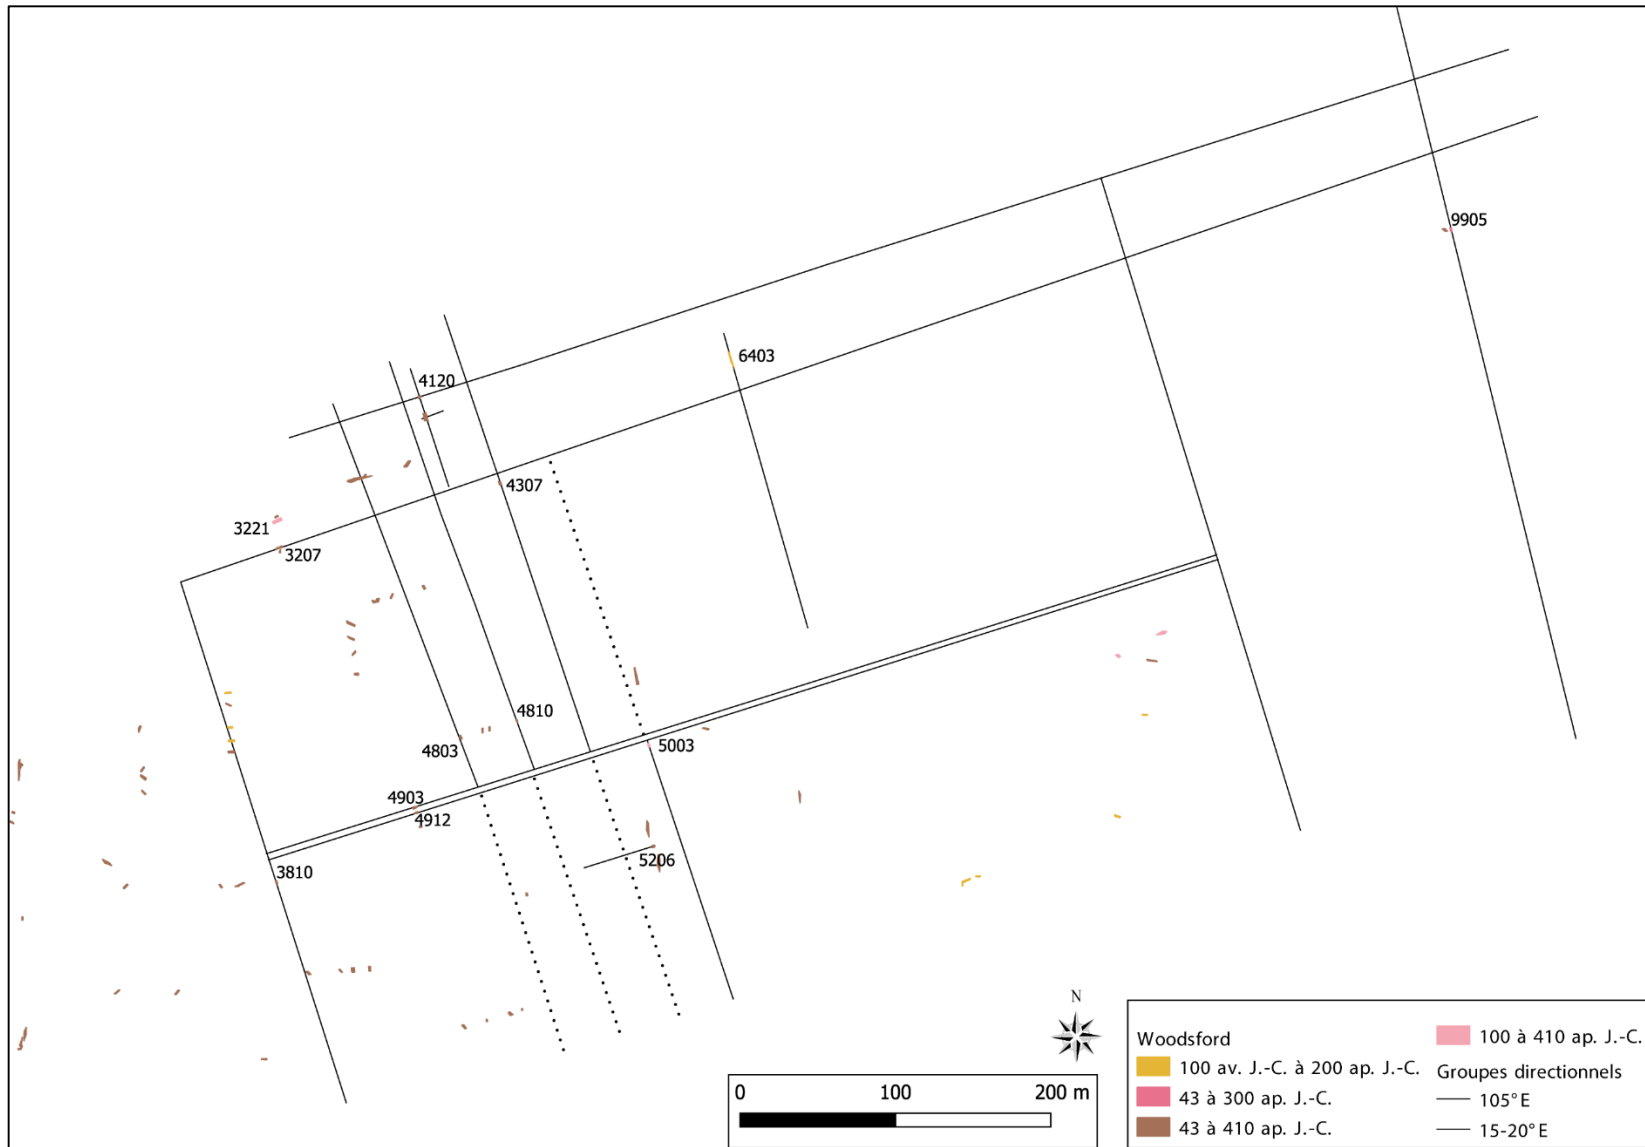 9905
6403
4120
4307
3221
3207
4810
4803
5003
4903
4912
5206
3810
N
0 100 200 m
Woodsford
100 av. J.-C. à 200 ap. J.-C.
43 à 300 ap. J.-C.
43 à 410 ap. J.-C.
100 à 410 ap. J.-C.
Groupes directionnels
105°E
15-20°E